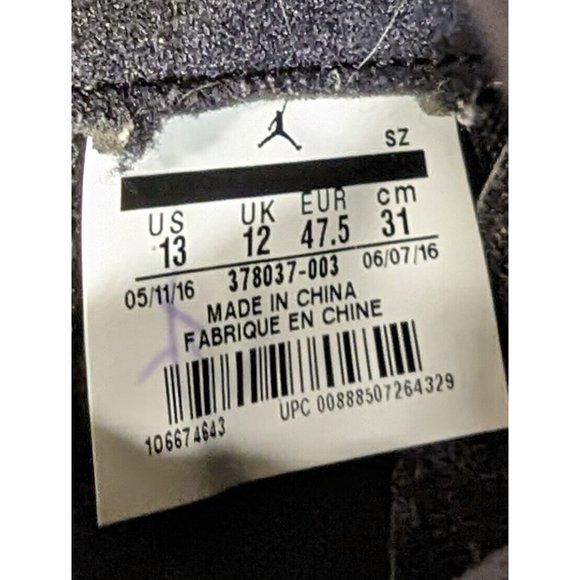 SZ
US UK EUR cm
13 12 47.5 31
05/11/16 378037-003 06/07/16
MADE IN CHINA
FABRIQUE EN CHINE
106674643 UPC 00888507264329